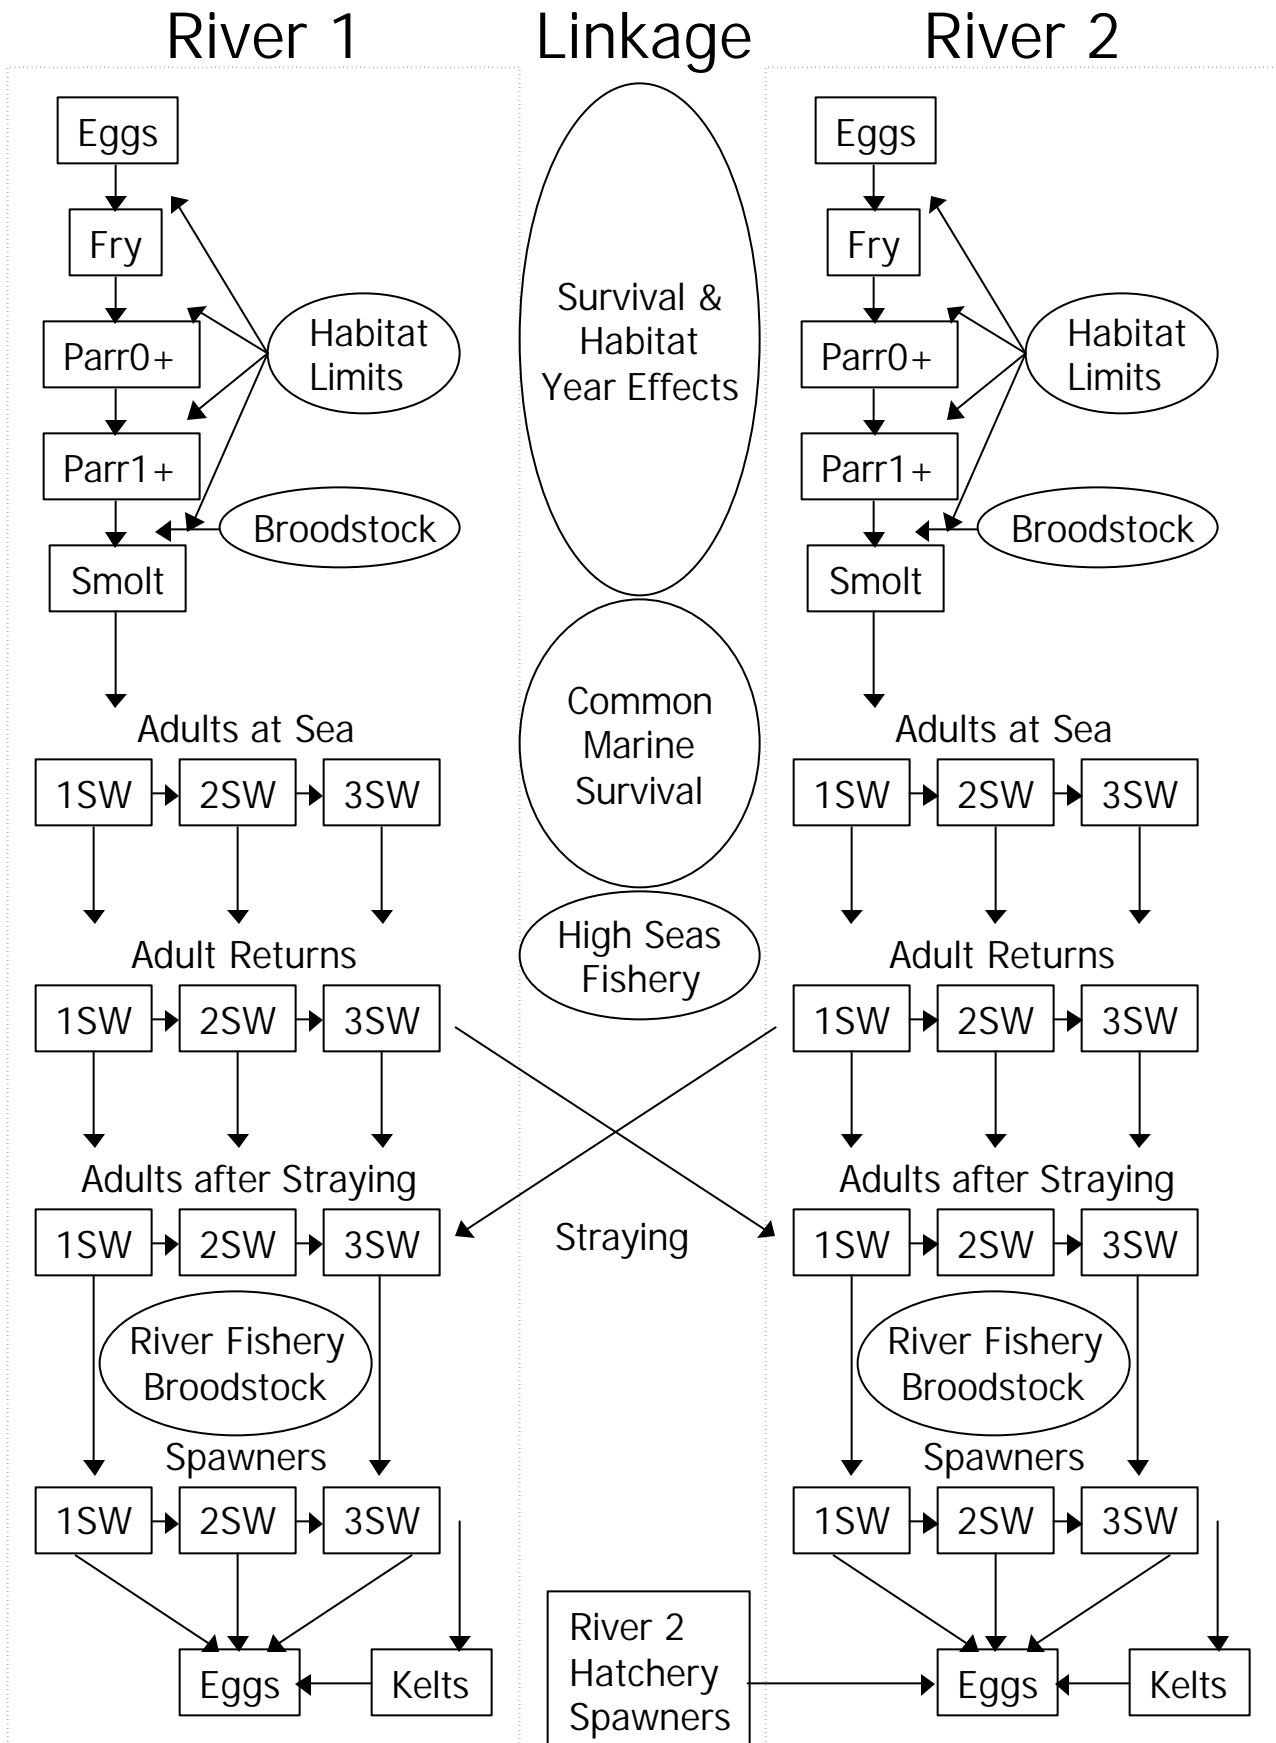 River 1
Linkage
River 2
Eggs
Fry
Parr0+
Parr1+
Smolt
Habitat
Limits
Broodstock
Adults at Sea
1SW
2SW
3SW
Adult Returns
1SW
2SW
3SW
Adults after Straying
1SW
2SW
3SW
River Fishery
Broodstock
Spawners
1SW
2SW
3SW
Eggs
Kelts
Survival &
Habitat
Year Effects
Common
Marine
Survival
High Seas
Fishery
Straying
River 2
Hatchery
Spawners
Eggs
Fry
Parr0+
Parr1+
Smolt
Habitat
Limits
Broodstock
Adults at Sea
1SW
2SW
3SW
Adult Returns
1SW
2SW
3SW
Adults after Straying
1SW
2SW
3SW
River Fishery
Broodstock
Spawners
1SW
2SW
3SW
Eggs
Kelts